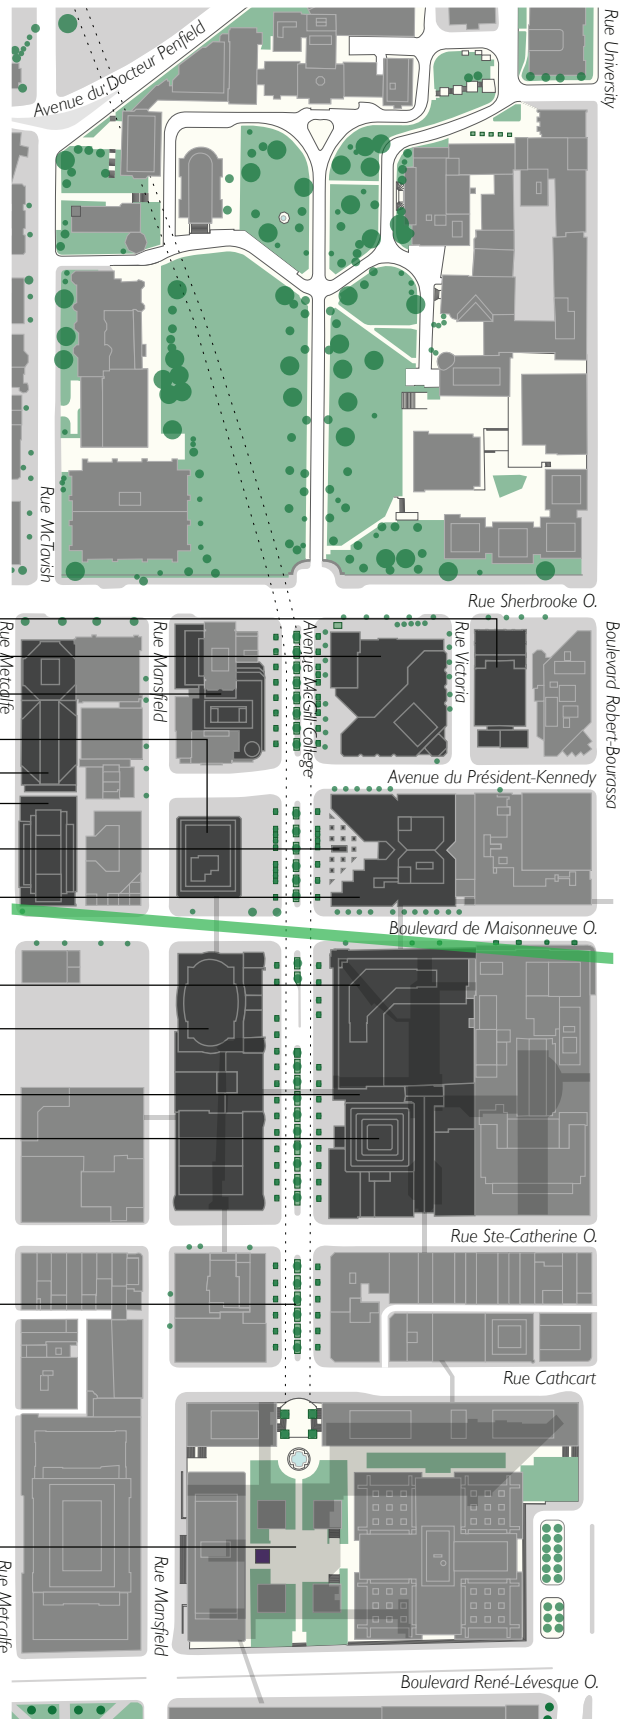 Rue University
Avenue du Docteur Penfield
Rue McTavish
Rue Sherbrooke O.
Rue Metcalfe
Rue Mansfield
Avenue McGill College
Rue Victoria
Boulevard Robert-Bourassa
Avenue du Président-Kennedy
Boulevard de Maisonneuve O.
Rue Ste-Catherine O.
Rue Cathcart
Rue Metcalfe
Rue Mansfield
Boulevard René-Lévesque O.